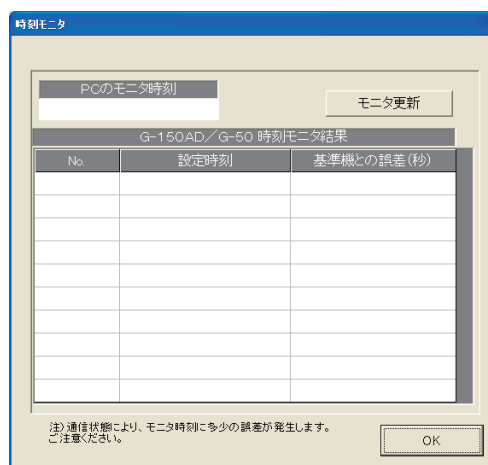 時刻モニタ
PCのモニタ時刻
モニタ更新
G-150AD／G-50 時刻モニタ結果
No. 設定時刻 基準機との誤差(秒)
注)通信状態により、モニタ時刻に多少の誤差が発生します。
ご注意ください。
OK